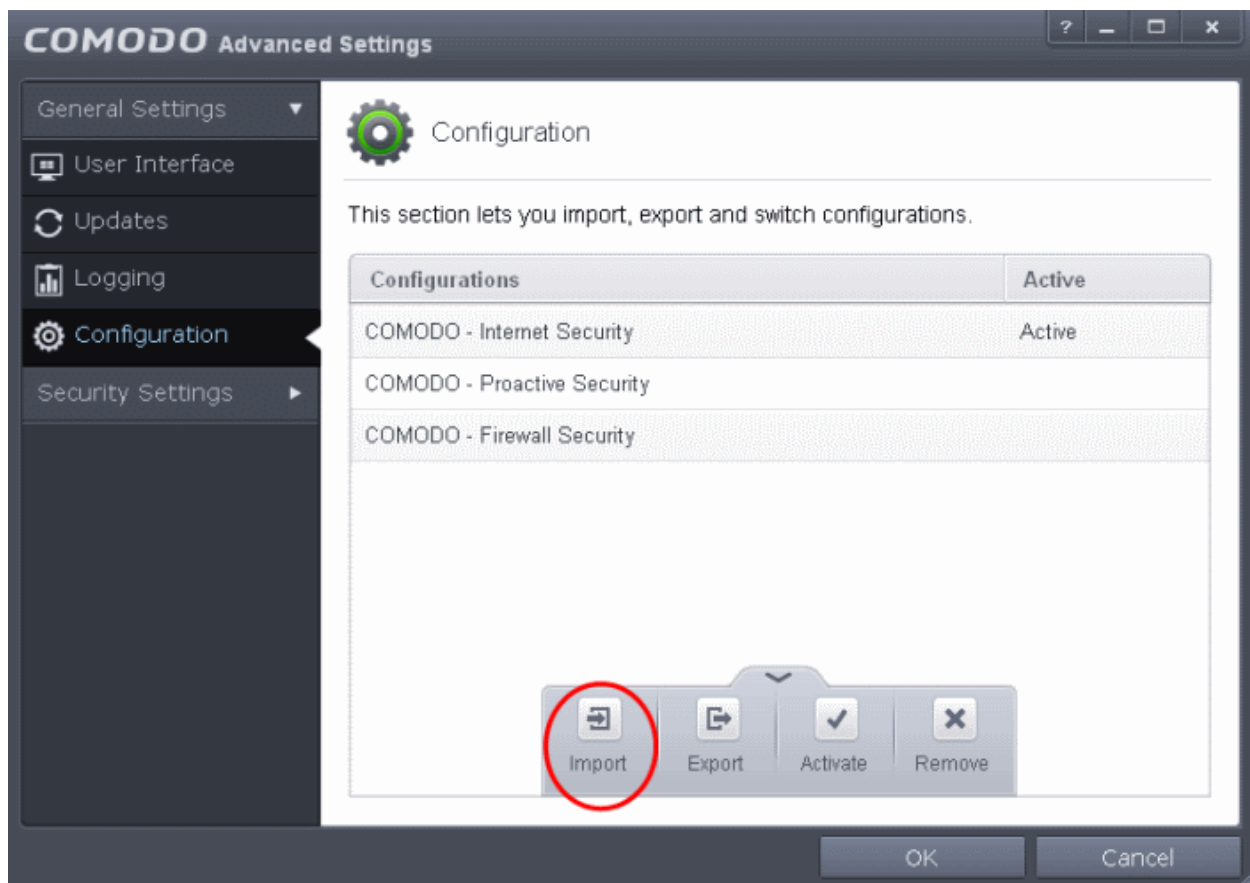 COMODO Advanced Settings
?
General Settings
User Interface
Updates
Logging
Configuration
Security Settings
Configuration
This section lets you import, export and switch configurations.
Configurations Active
COMODO - Internet Security Active
COMODO - Proactive Security
COMODO - Firewall Security
Import Export Activate Remove
OK Cancel